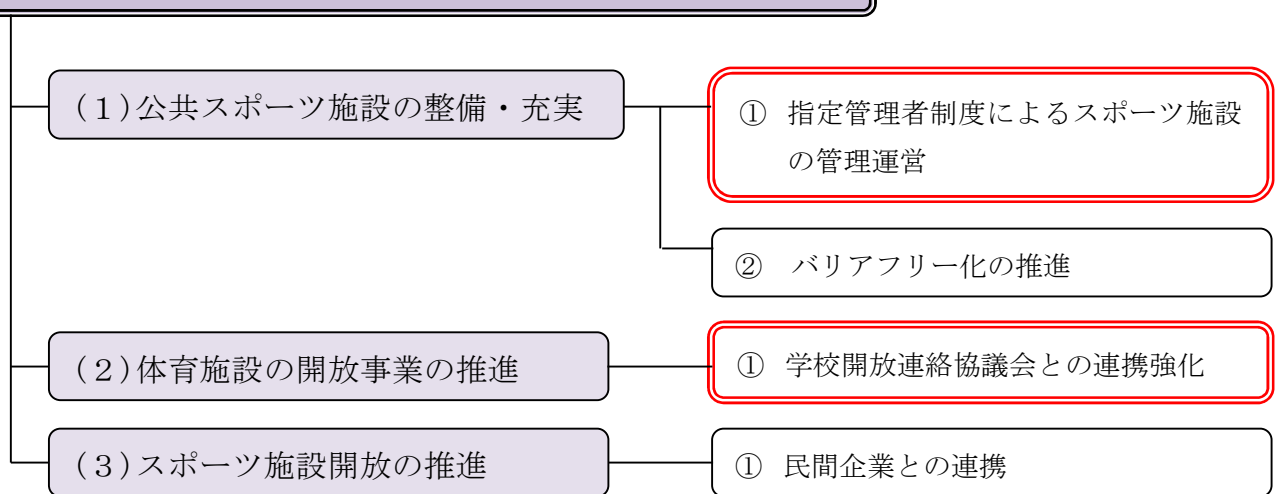 (1)公共スポーツ施設の整備・充実
① 指定管理者制度によるスポーツ施設
の管理運営
② バリアフリー化の推進
(2)体育施設の開放事業の推進
① 学校開放連絡協議会との連携強化
(3)スポーツ施設開放の推進
① 民間企業との連携